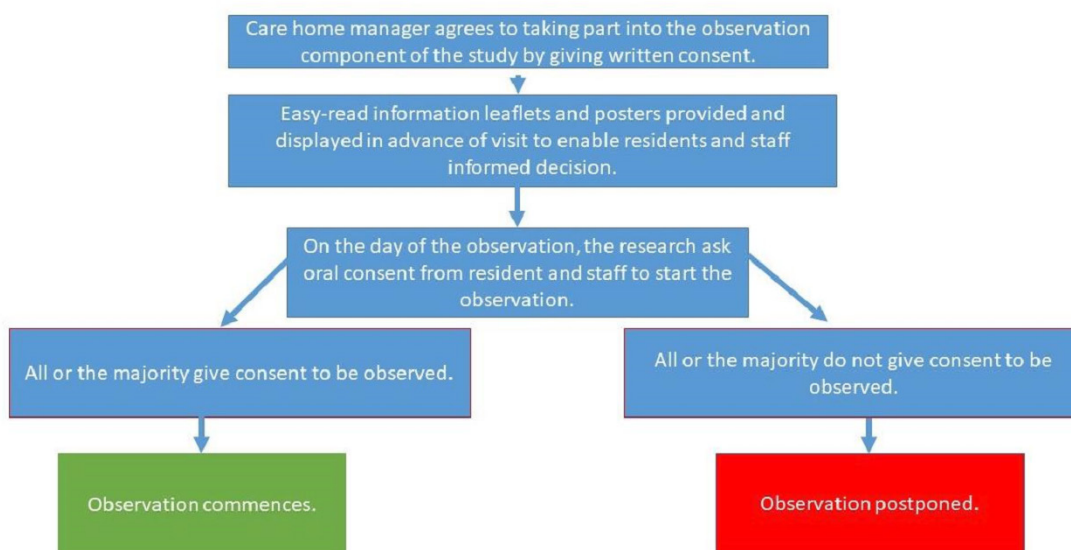 Care home manager agrees to taking part into the observation
component of the study by giving written consent.
Easy-read information leaflets and posters provided and
displayed in advance of visit to enable residents and staff
informed decision.
On the day of the observation, the research ask
oral consent from resident and staff to start the
observation.
All or the majority give consent to be observed.
All or the majority do not give consent to be
observed.
Observation commences.
Observation postponed.